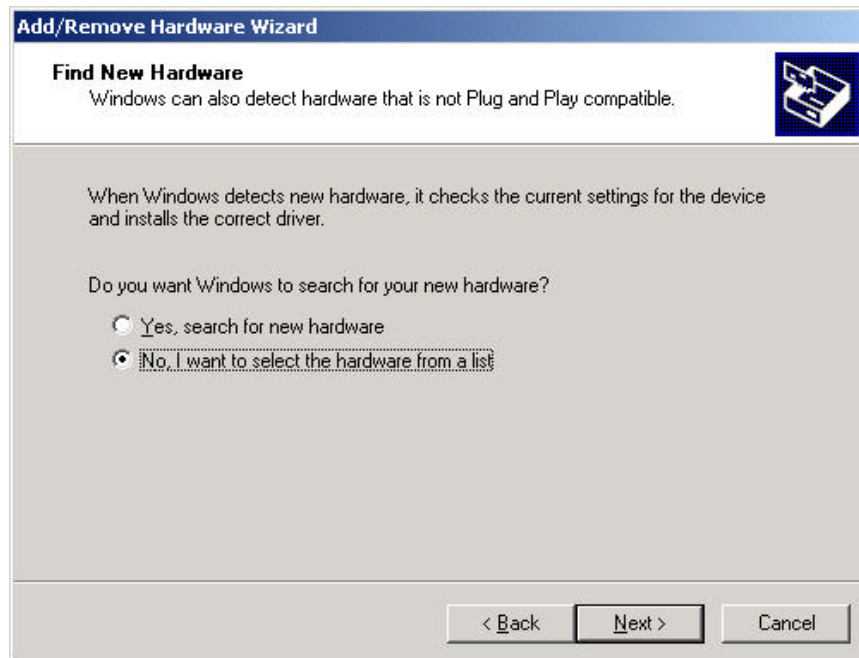 Add/Remove Hardware Wizard
Find New Hardware
Windows can also detect hardware that is not Plug and Play compatible.
When Windows detects new hardware, it checks the current settings for the device
and installs the correct driver.
Do you want Windows to search for your new hardware?
Yes, search for new hardware
No, I want to select the hardware from a list
< Back Next > Cancel